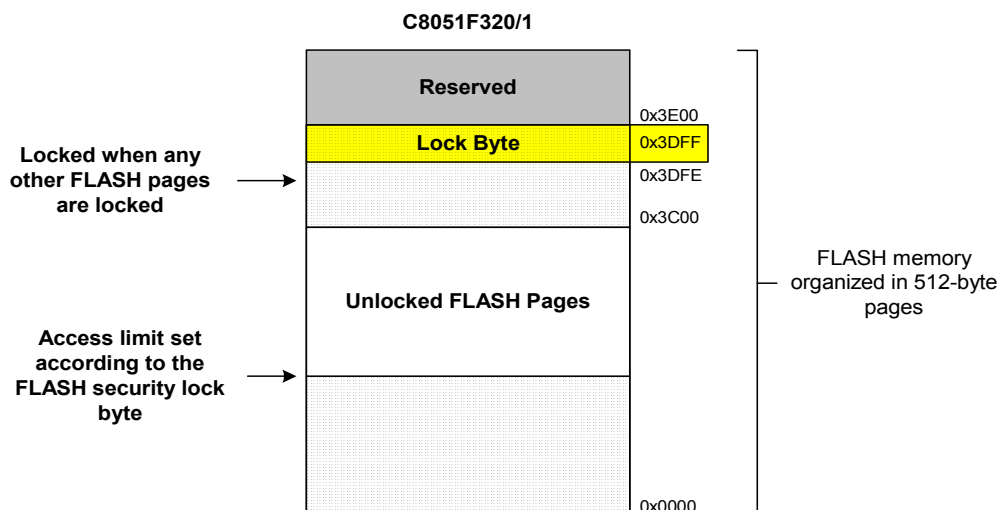 C8051F320/1
Reserved
0x3E00
Lock Byte
0x3DFF
0x3DFE
Locked when any
other FLASH pages
are locked
0x3C00
Unlocked FLASH Pages
FLASH memory
organized in 512-byte
pages
Access limit set
according to the
FLASH security lock
byte
0x0000